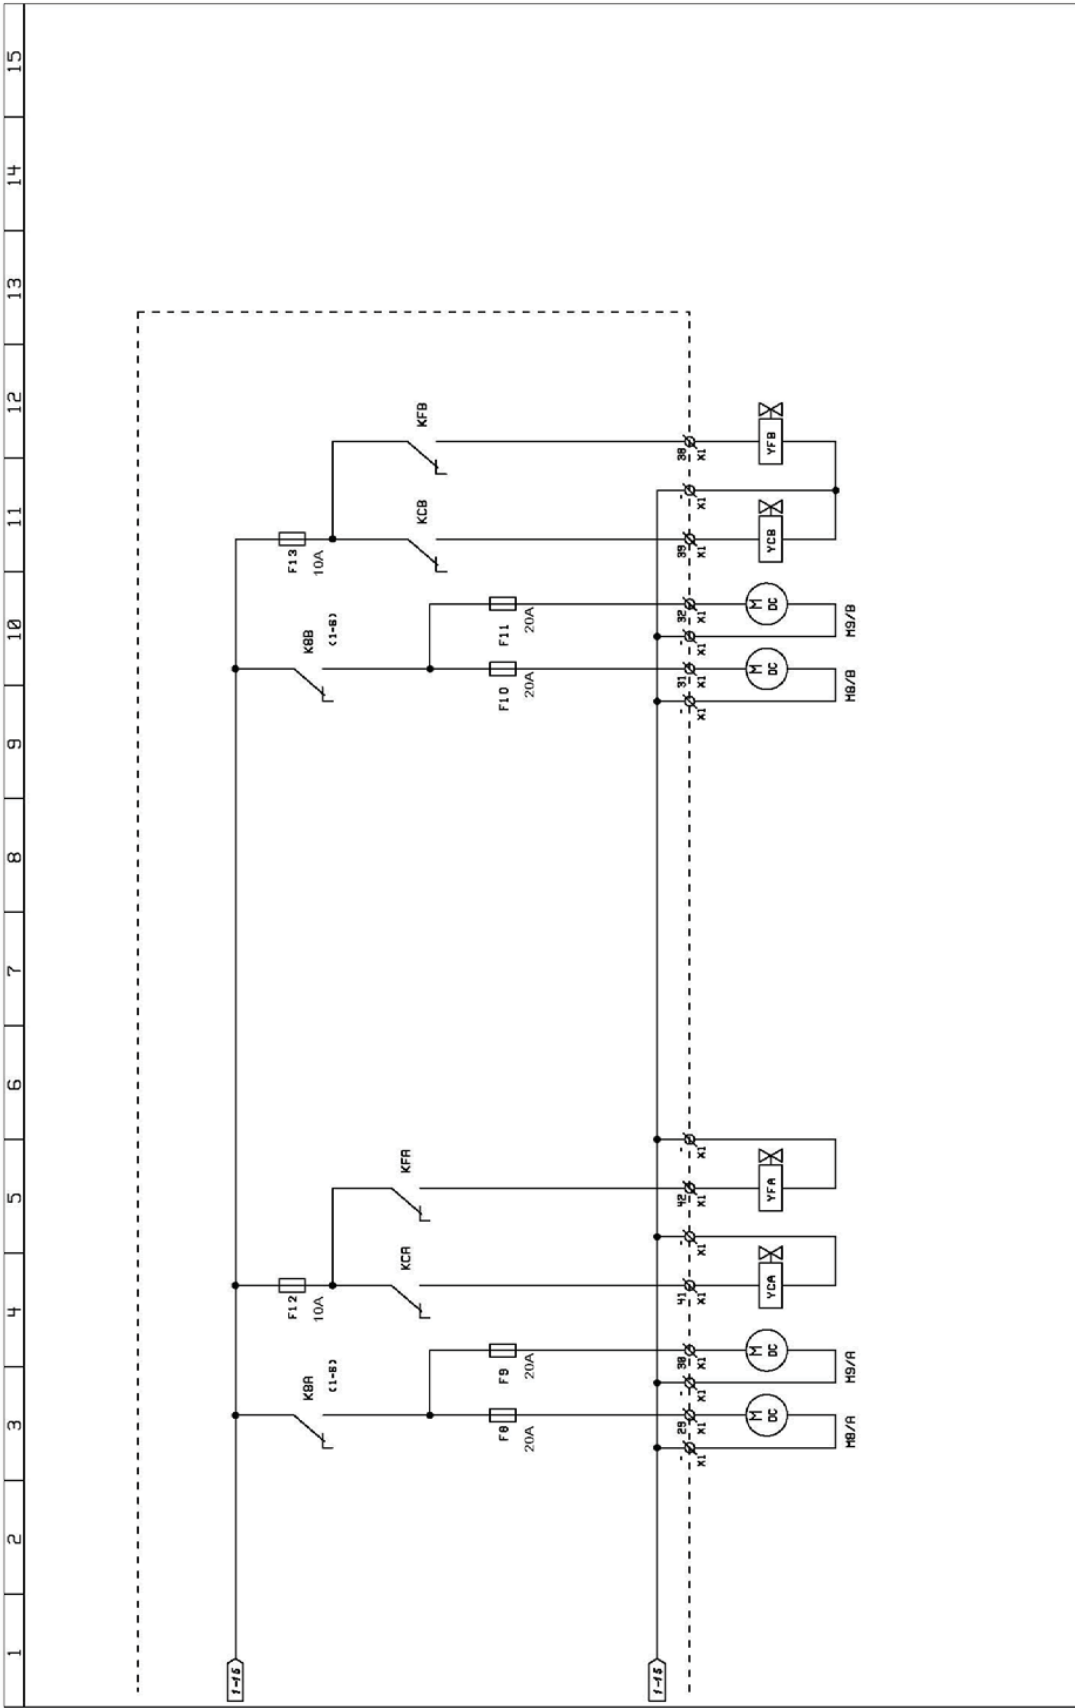 1
2
3
4
5
6
7
8
9
10
11
12
13
14
15
1-15
K8A
(1-6)
F8
20A
F9
20A
F12
10A
KCA
KFA
K8B
(1-6)
F10
20A
F11
20A
F13
10A
KCB
KFB
1-15
-
X1
29
X1
-
X1
30
X1
41
X1
-
X1
42
X1
-
X1
-
X1
31
X1
-
X1
32
X1
39
X1
-
X1
38
X1
M
DC
M
DC
YCA
YFA
M
DC
M
DC
YCB
YFB
M8/A
M9/A
M8/B
M9/B